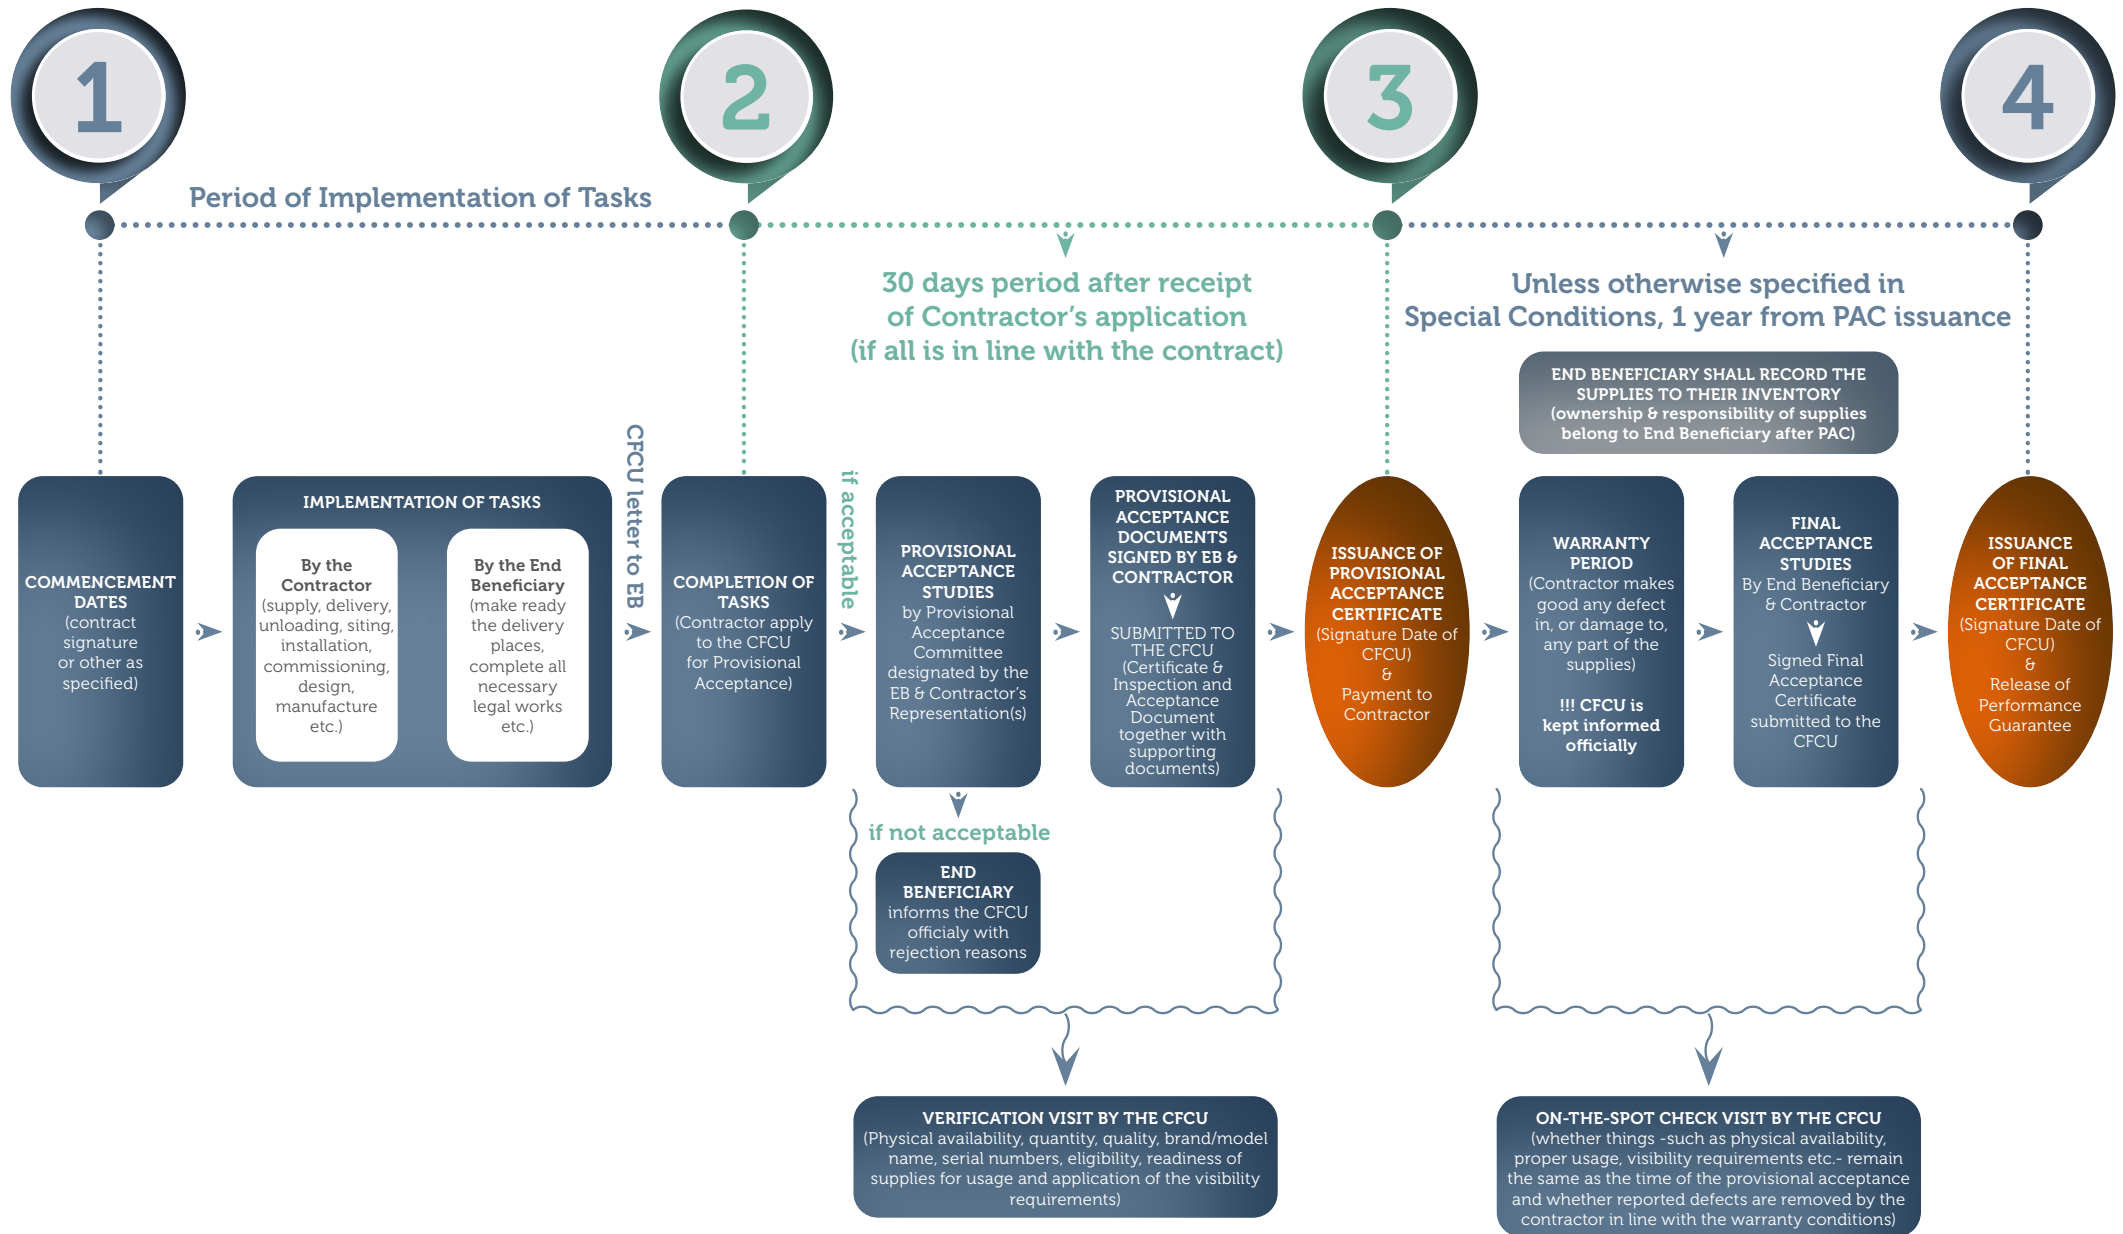 1
2
3
4
Period of Implementation of Tasks
30 days period after receipt
of Contractor's application
(if all is in line with the contract)
Unless otherwise specified in
Special Conditions, 1 year from PAC issuance
END BENEFICIARY SHALL RECORD THE
SUPPLIES TO THEIR INVENTORY
(ownership & responsibility of supplies
belong to End Beneficiary after PAC)
COMMENCEMENT
DATES
(contract
signature
or other as
specified)
IMPLEMENTATION OF TASKS
By the
Contractor
(supply, delivery,
unloading, siting,
installation,
commissioning,
design,
manufacture
etc.)
By the End
Beneficiary
(make ready
the delivery
places,
complete all
necessary
legal works
etc.)
CFCU letter to EB
COMPLETION OF
TASKS
(Contractor apply
to the CFCU
for Provisional
Acceptance)
if acceptable
PROVISIONAL
ACCEPTANCE
STUDIES
by Provisional
Acceptance
Committee
designated by the
EB & Contractor's
Representation(s)
PROVISIONAL
ACCEPTANCE
DOCUMENTS
SIGNED BY EB &
CONTRACTOR
SUBMITTED TO
THE CFCU
(Certificate &
Inspection and
Acceptance
Document
together with
supporting
documents)
ISSUANCE OF
PROVISIONAL
ACCEPTANCE
CERTIFICATE
(Signature Date of
CFCU)
&
Payment to
Contractor
WARRANTY
PERIOD
(Contractor makes
good any defect
in, or damage to,
any part of the
supplies)
!!! CFCU is
kept informed
officially
FINAL
ACCEPTANCE
STUDIES
By End Beneficiary
& Contractor
Signed Final
Acceptance
Certificate
submitted to the
CFCU
ISSUANCE
OF FINAL
ACCEPTANCE
CERTIFICATE
(Signature Date of
CFCU)
&
Release of
Performance
Guarantee
if not acceptable
END
BENEFICIARY
informs the CFCU
officialy with
rejection reasons
VERIFICATION VISIT BY THE CFCU
(Physical availability, quantity, quality, brand/model
name, serial numbers, eligibility, readiness of
supplies for usage and application of the visibility
requirements)
ON-THE-SPOT CHECK VISIT BY THE CFCU
(whether things -such as physical availability,
proper usage, visibility requirements etc.- remain
the same as the time of the provisional acceptance
and whether reported defects are removed by the
contractor in line with the warranty conditions)